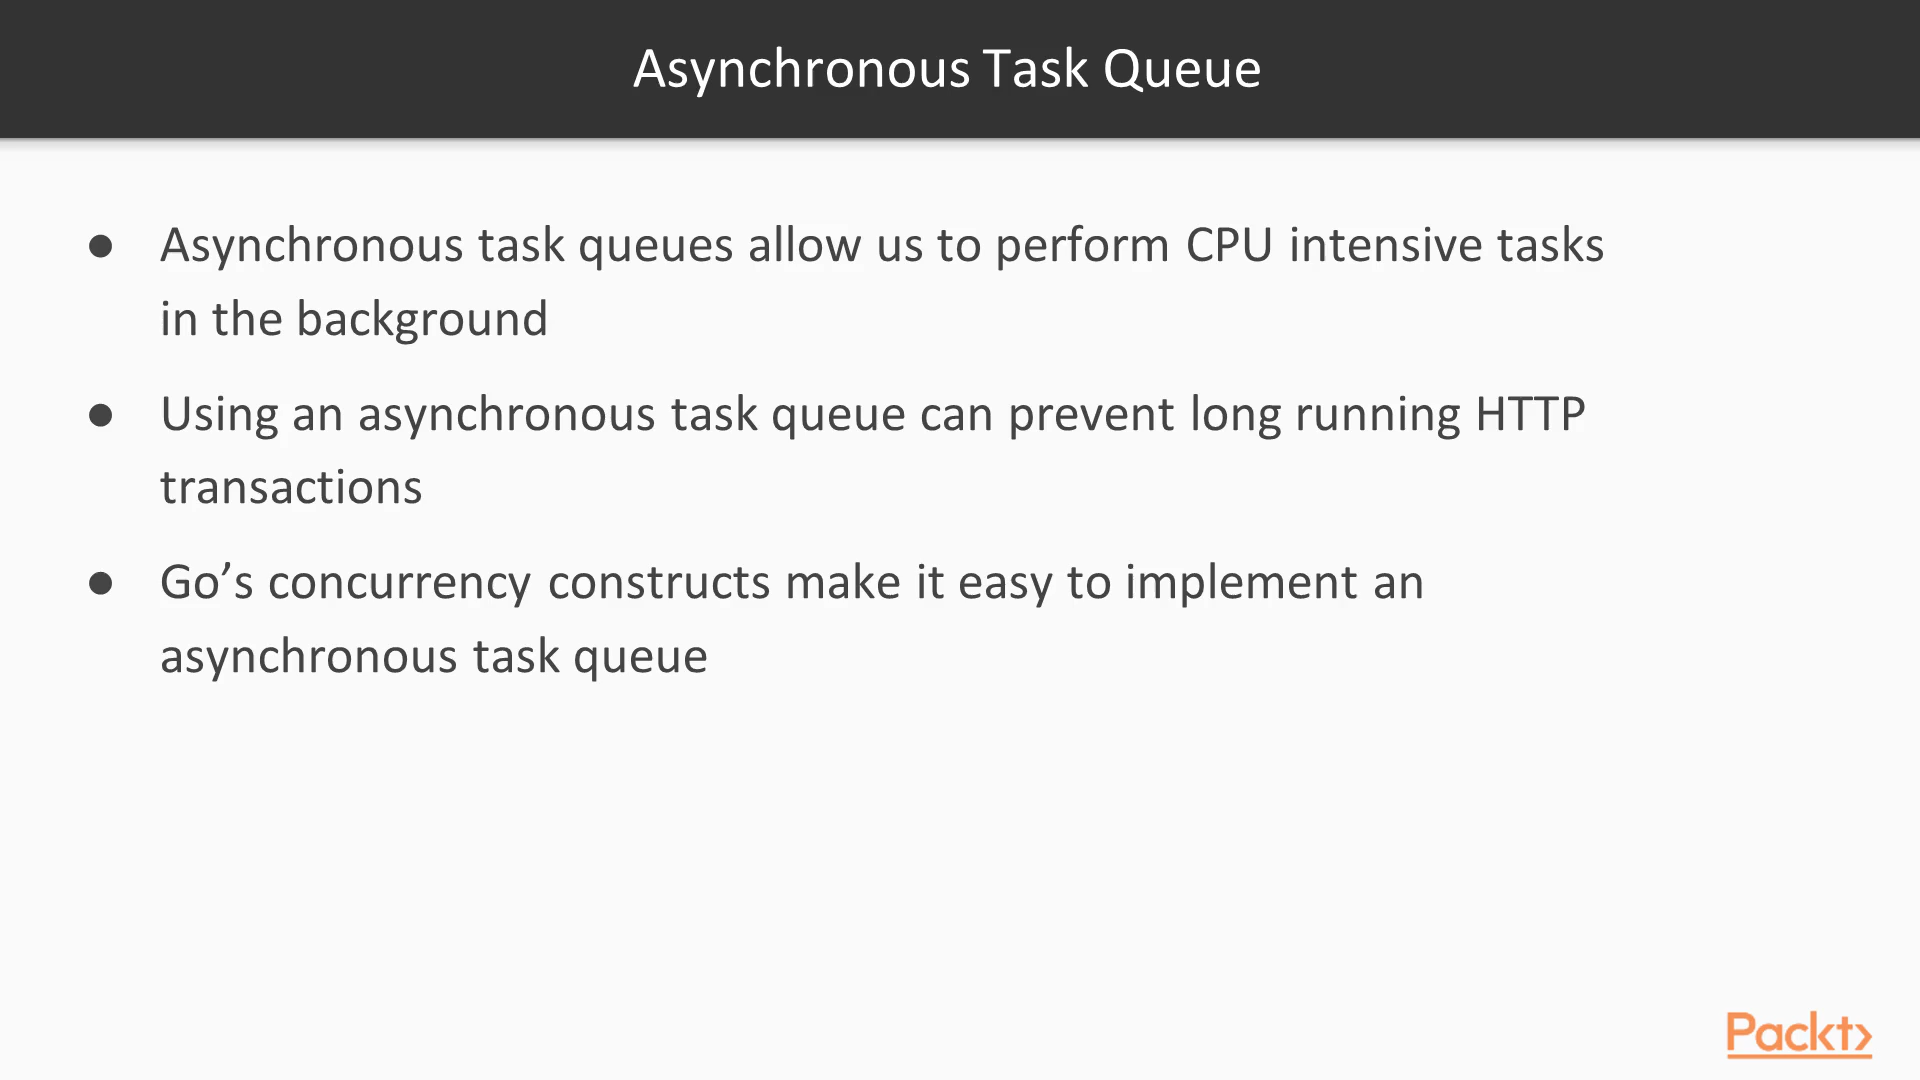 Asynchronous Task Queue
● Asynchronous task queues allow us to perform CPU intensive tasks
in the background
● Using an asynchronous task queue can prevent long running HTTP
transactions
● Go’s concurrency constructs make it easy to implement an
asynchronous task queue
Packt>